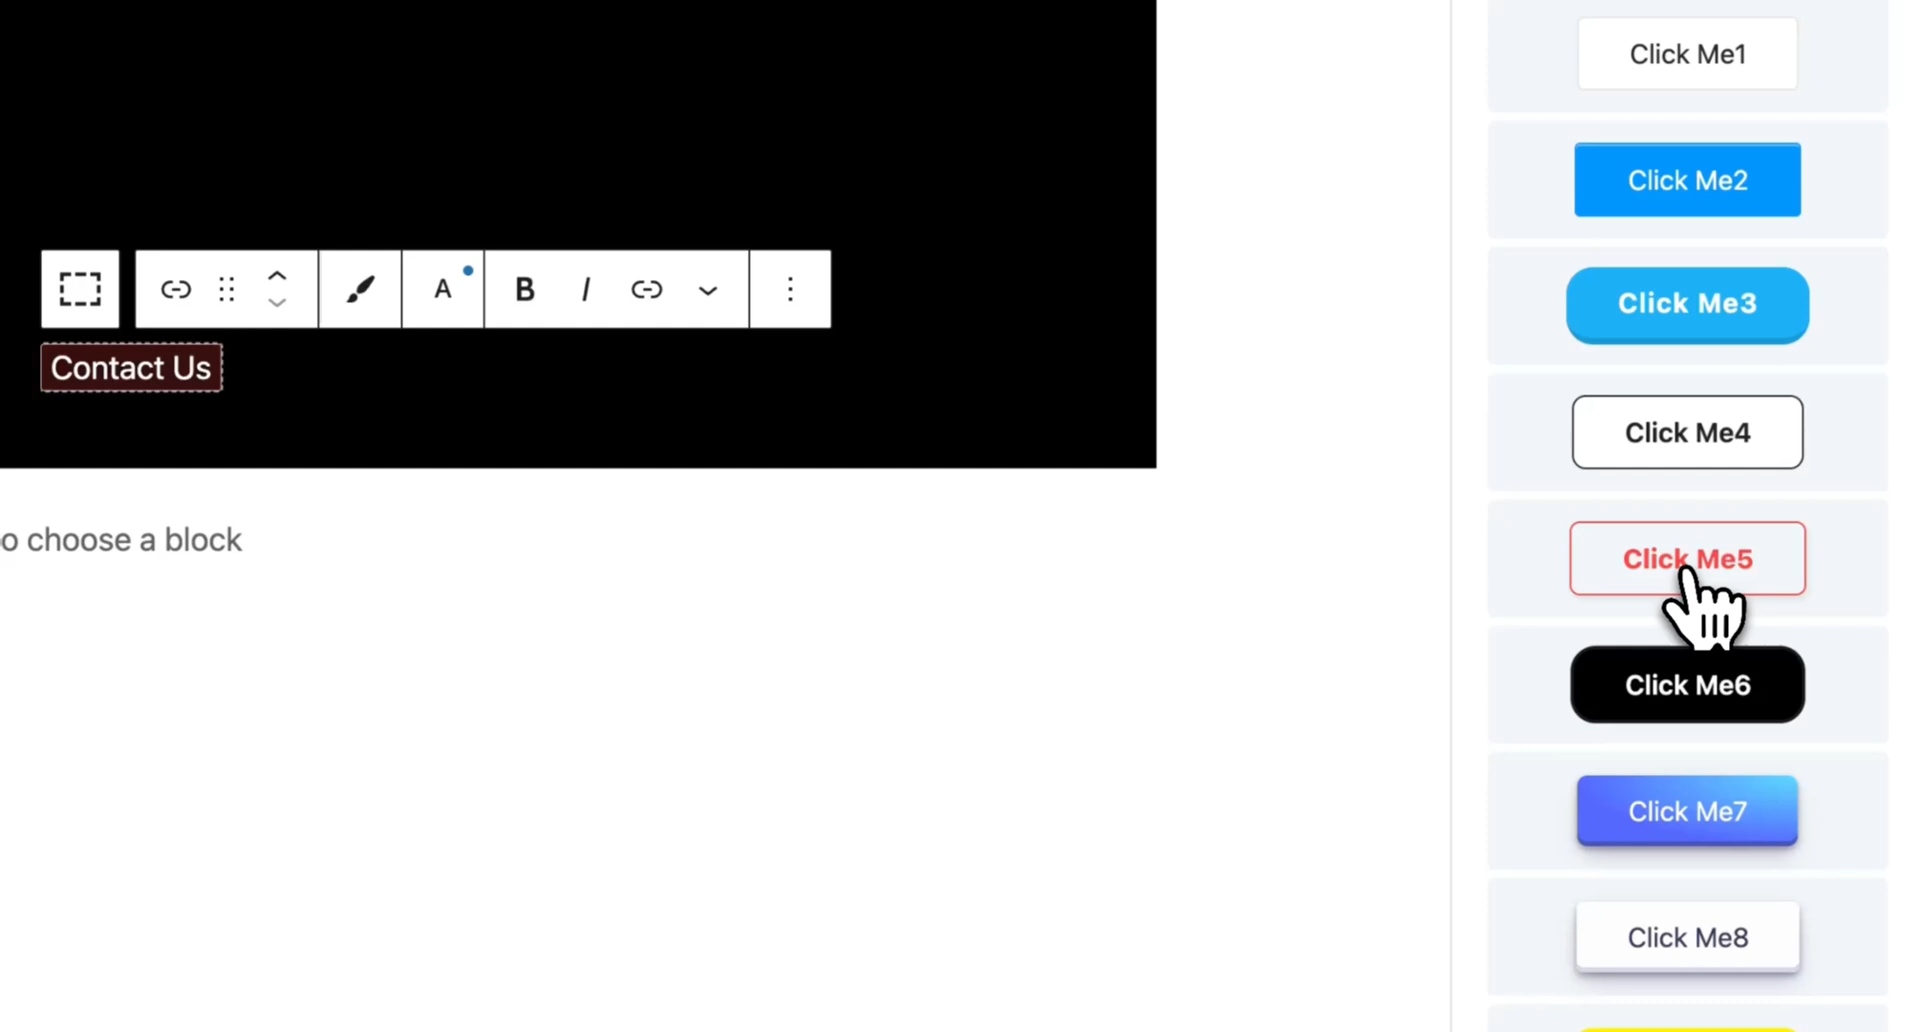 Click Me1
Click Me2
Click Me3
A B I
Contact Us
Click Me4
o choose a block
Click Me5
Click Me6
Click Me7
Click Me8